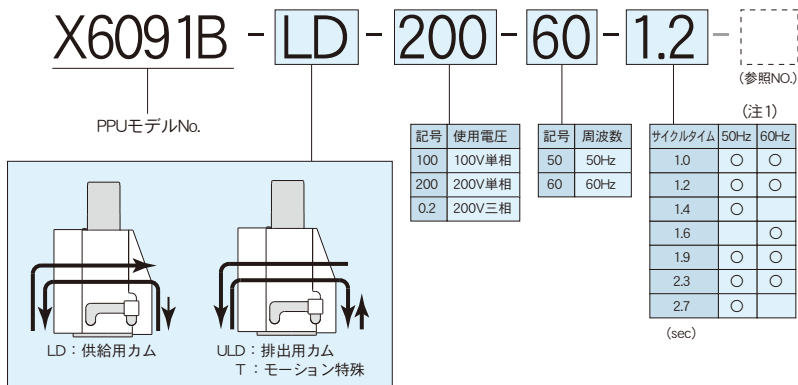 X6091B - LD - 200 - 60 - 1.2 -
(参照NO.)
PPUモデルNo.
(注1)
記号 使用電圧
100 100V単相
200 200V単相
0.2 200V三相
記号 周波数
50 50Hz
60 60Hz
サイクルタイム 50Hz 60Hz
1.0 ○ ○
1.2 ○ ○
1.4 ○
1.6 ○
1.9 ○ ○
2.3 ○ ○
2.7 ○
(sec)
LD：供給用カム
ULD：排出用カム
T：モーション特殊